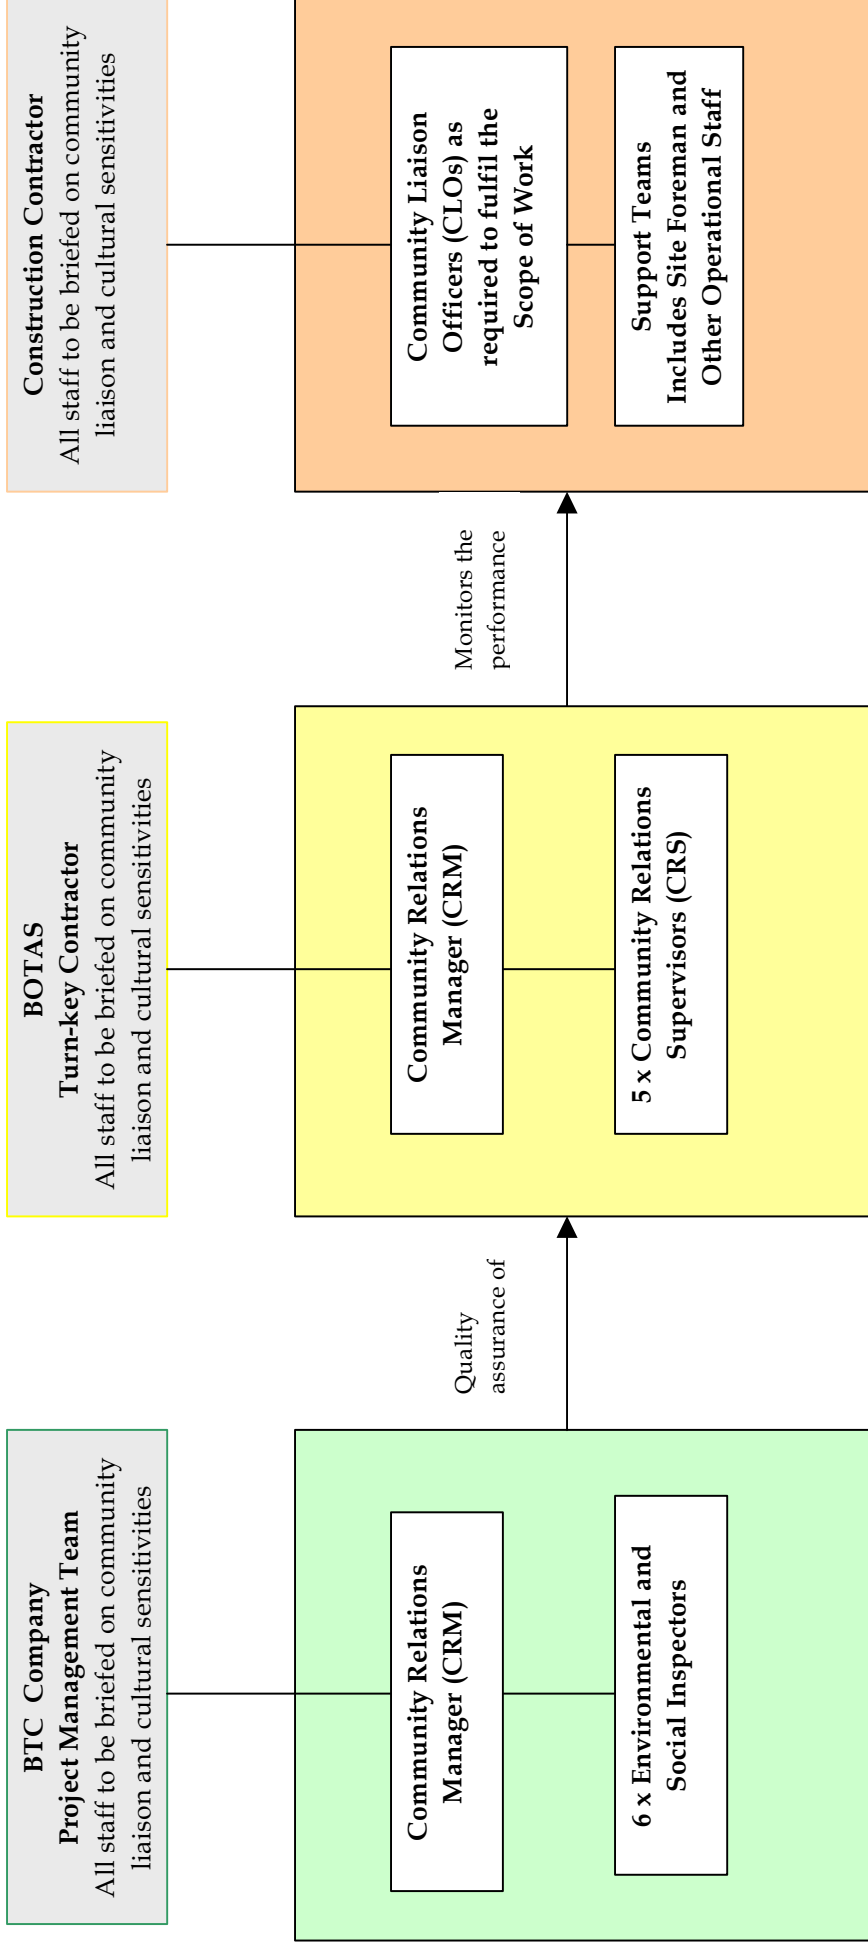 BTC Company
Project Management Team
All staff to be briefed on community
liaison and cultural sensitivities
Community Relations
Manager (CRM)
6 x Environmental and
Social Inspectors
Quality
assurance of
BOTAS
Turn-key Contractor
All staff to be briefed on community
liaison and cultural sensitivities
Community Relations
Manager (CRM)
5 x Community Relations
Supervisors (CRS)
Monitors the
performance
Construction Contractor
All staff to be briefed on community
liaison and cultural sensitivities
Community Liaison
Officers (CLOs) as
required to fulfil the
Scope of Work
Support Teams
Includes Site Foreman and
Other Operational Staff